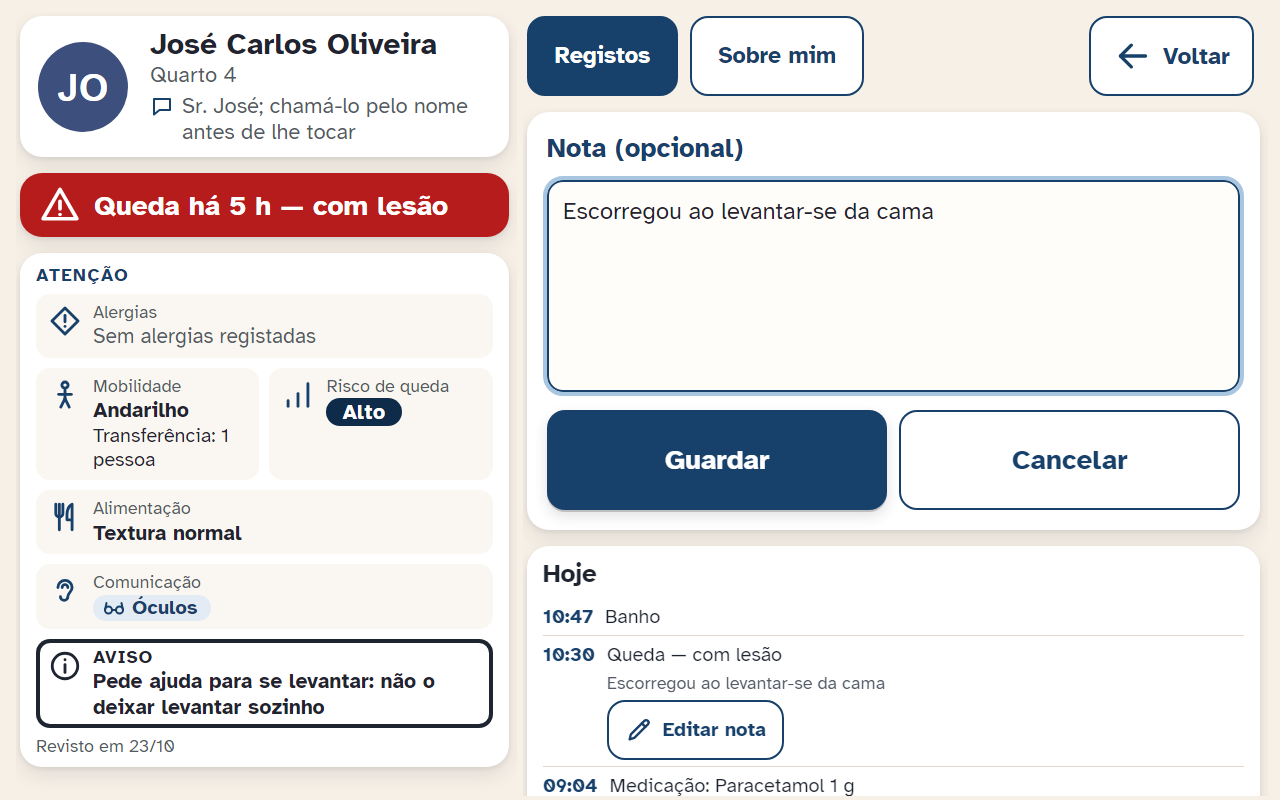 JO
José Carlos Oliveira
Quarto 4
Sr. José; chamá-lo pelo nome
antes de lhe tocar
Queda há 5 h — com lesão
ATENÇÃO
Alergias
Sem alergias registadas
Mobilidade
Andarilho
Transferência: 1
pessoa
Risco de queda
Alto
Alimentação
Textura normal
Comunicação
Óculos
AVISO
Pede ajuda para se levantar: não o
deixar levantar sozinho
Revisto em 23/10
Registos
Sobre mim
Voltar
Nota (opcional)
Escorregou ao levantar-se da cama
Guardar
Cancelar
Hoje
10:47 Banho
10:30 Queda — com lesão
Escorregou ao levantar-se da cama
Editar nota
09:04 Medicação: Paracetamol 1 g